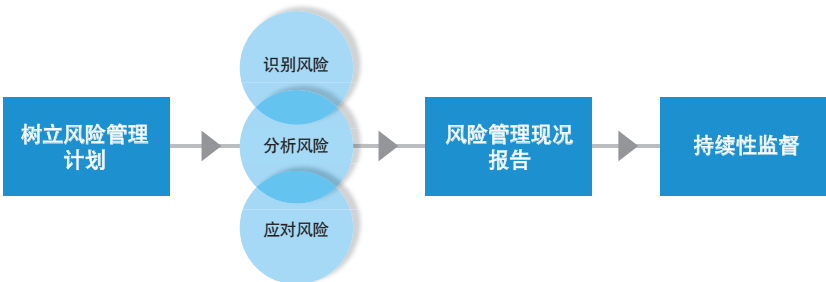 树立风险管理
计划
识别风险
分析风险
应对风险
风险管理现况
报告
持续性监督